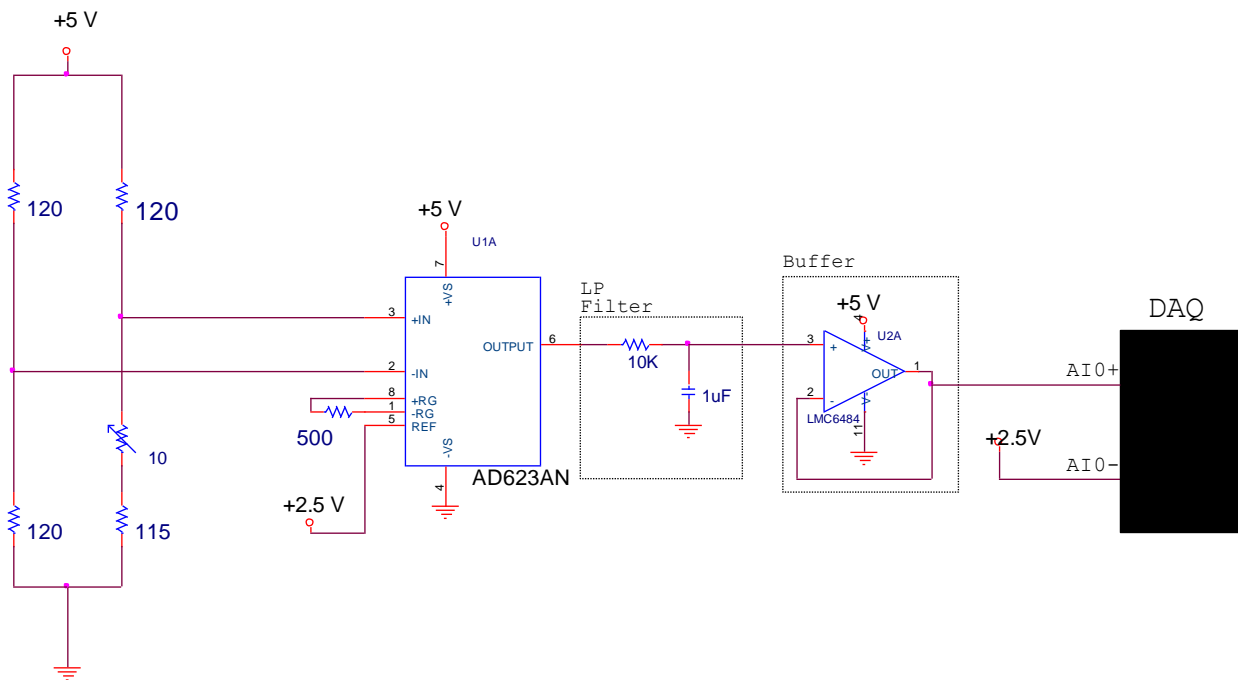 +5 V
120
120
10
120
115
+5 V
U1A
7
+VS
3
+IN
2
-IN
8
+RG
1
-RG
5
REF
500
-VS
4
OUTPUT
6
AD623AN
+2.5 V
LP
Filter
10K
1uF
Buffer
+5 V
4
V+
U2A
3
+
OUT
1
2
-
LMC6484
V-
11
DAQ
AI0+
+2.5V
AI0-